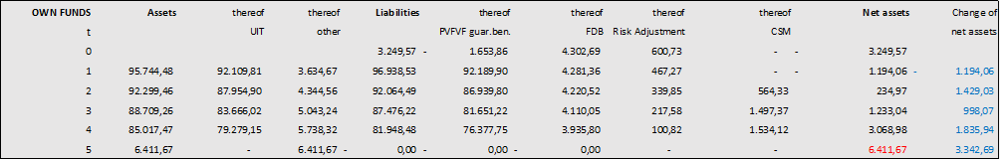 OWN FUNDS Assets thereof thereof Liabilities thereof thereof thereof thereof Net assets Change of
t UIT other PVFVF guar.ben. FDB Risk Adjustment CSM net assets
0 3.249,57 - 1.653,86 4.302,69 600,73 - - 3.249,57
1 95.744,48 92.109,81 3.634,67 96.938,53 92.189,90 4.281,36 467,27 - - 1.194,06 - 1.194,06
2 92.299,46 87.954,90 4.344,56 92.064,49 86.939,80 4.220,52 339,85 564,33 234,97 1.429,03
3 88.709,26 83.666,02 5.043,24 87.476,22 81.651,22 4.110,05 217,58 1.497,37 1.233,04 998,07
4 85.017,47 79.279,15 5.738,32 81.948,48 76.377,75 3.935,80 100,82 1.534,12 3.068,98 1.835,94
5 6.411,67 - 6.411,67 - 0,00 - 0,00 - 0,00 - - 6.411,67 3.342,69